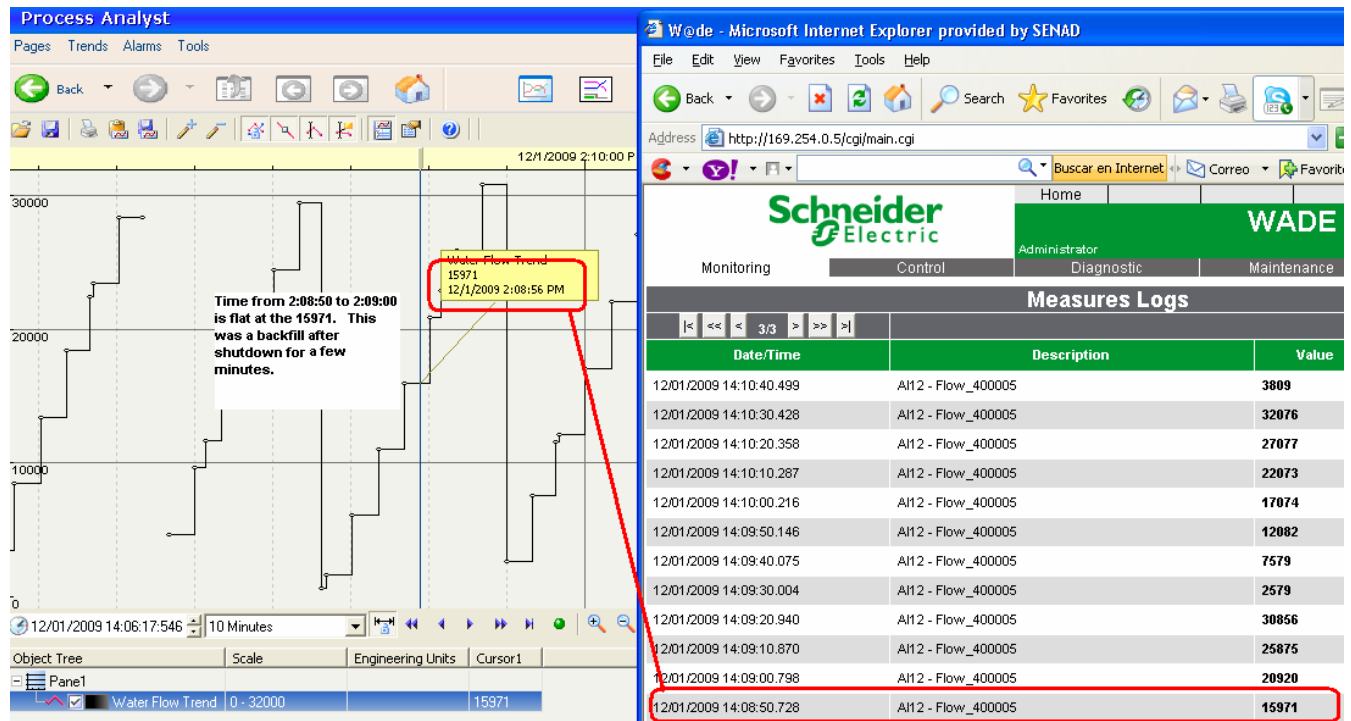 Process Analyst
Pages Trends Alarms Tools
Back
12/1/2009 2:10:00 P
30000
20000
10000
0
Water Flow Trend
15971
12/1/2009 2:08:56 PM
Time from 2:08:50 to 2:09:00
is flat at the 15971. This
was a backfill after
shutdown for a few
minutes.
12/01/2009 14:06:17:546 10 Minutes
Object Tree Scale Engineering Units Cursor1
Pane1
Water Flow Trend 0 - 32000 15971
W@de - Microsoft Internet Explorer provided by SENAD
File Edit View Favorites Tools Help
Back Search Favorites
Address http://169.254.0.5/cgi/main.cgi
Y! Buscar en Internet Correo Favorit
Schneider Electric
Home
WADE
Administrator
Monitoring Control Diagnostic Maintenance
Measures Logs
|< << < 3/3 > >> >|
Date/Time Description Value
12/01/2009 14:10:40.499 AI12 - Flow_400005 3809
12/01/2009 14:10:30.428 AI12 - Flow_400005 32076
12/01/2009 14:10:20.358 AI12 - Flow_400005 27077
12/01/2009 14:10:10.287 AI12 - Flow_400005 22073
12/01/2009 14:10:00.216 AI12 - Flow_400005 17074
12/01/2009 14:09:50.146 AI12 - Flow_400005 12082
12/01/2009 14:09:40.075 AI12 - Flow_400005 7579
12/01/2009 14:09:30.004 AI12 - Flow_400005 2579
12/01/2009 14:09:20.940 AI12 - Flow_400005 30856
12/01/2009 14:09:10.870 AI12 - Flow_400005 25875
12/01/2009 14:09:00.798 AI12 - Flow_400005 20920
12/01/2009 14:08:50.728 AI12 - Flow_400005 15971